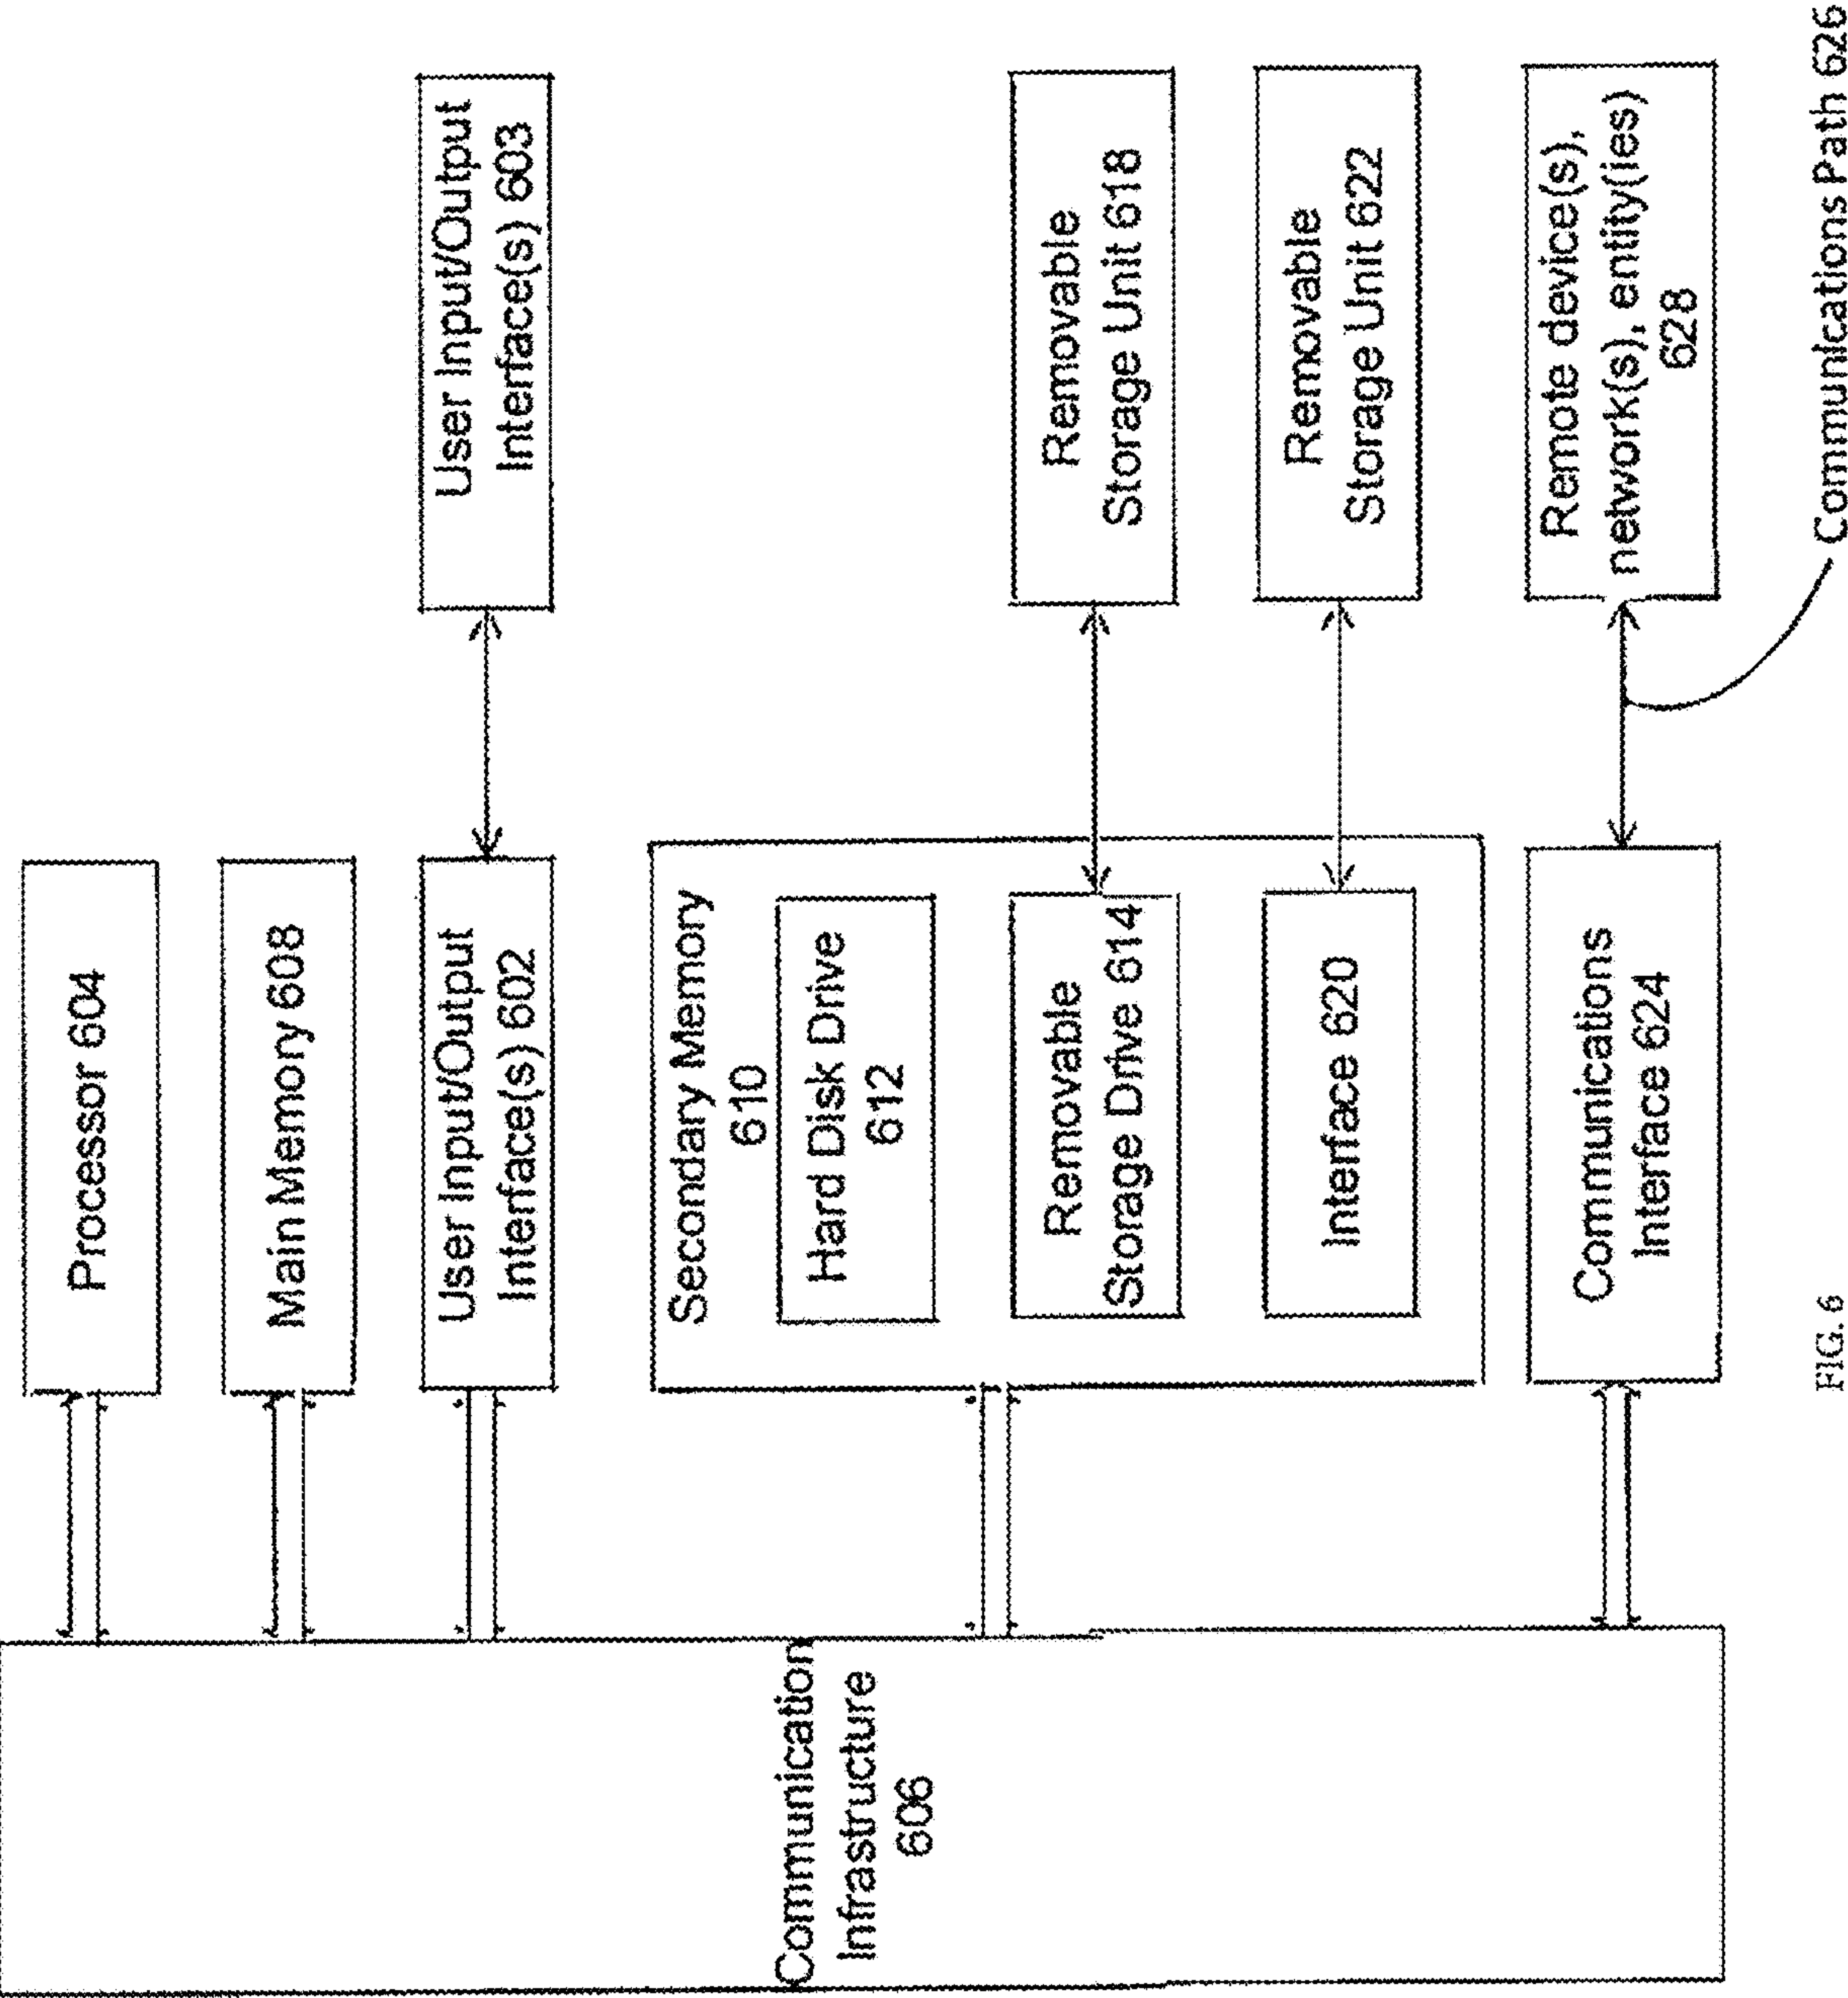 Processor 604
Main Memory 608
User Input/Output
Interface(s) 602
User Input/Output
Interface(s) 603
Secondary Memory
610
Hard Disk Drive
612
Removable
Storage Drive 614
Removable
Storage Unit 618
Interface 620
Removable
Storage Unit 622
Communications
Interface 624
Remote device(s),
network(s), entity(ies)
628
Communications Path 626
Communication
Infrastructure
606
FIG. 6